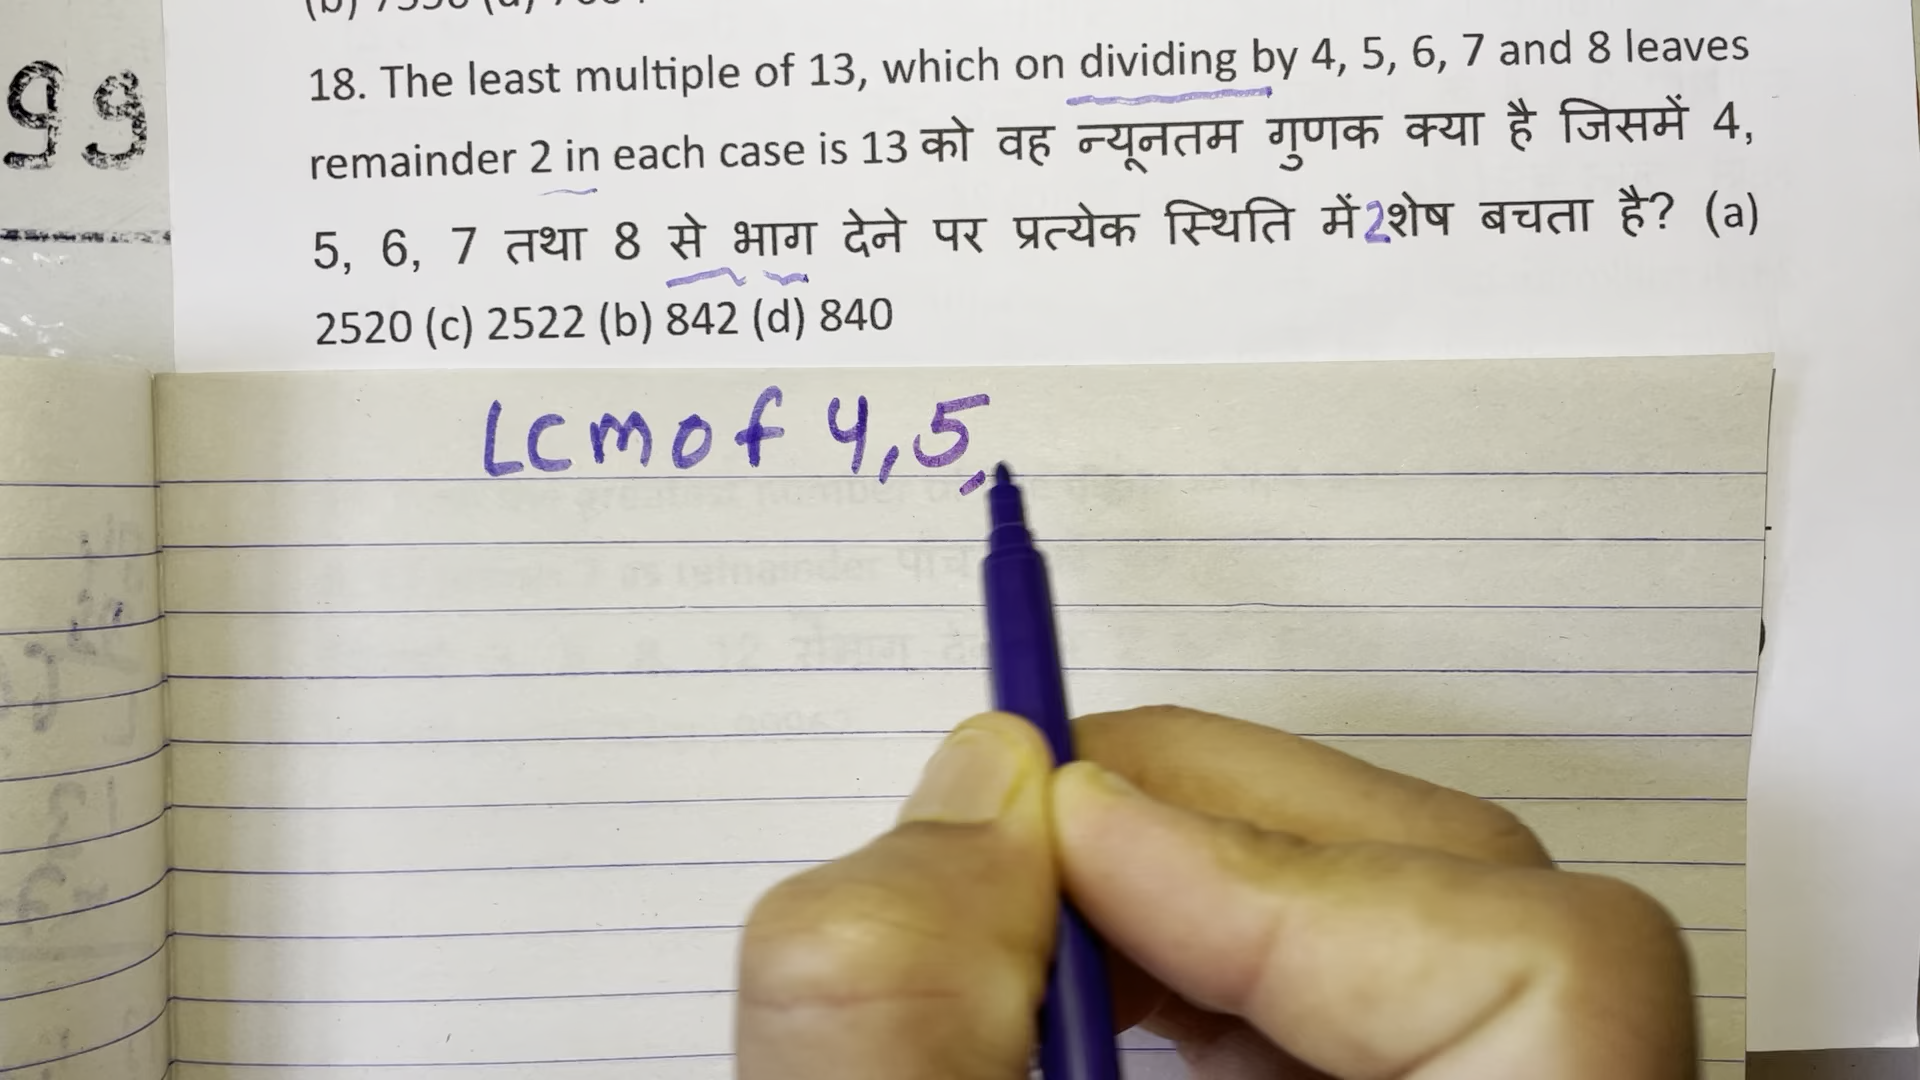 18. The least multiple of 13, which on dividing by 4, 5, 6, 7 and 8 leaves
remainder 2 in each case is 13 को वह न्यूनतम गुणक क्या है जिसमें 4,
5, 6, 7 तथा 8 से भाग देने पर प्रत्येक स्थिति में 2 शेष बचता है? (a)
2520 (c) 2522 (b) 842 (d) 840
LCM of 4, 5,